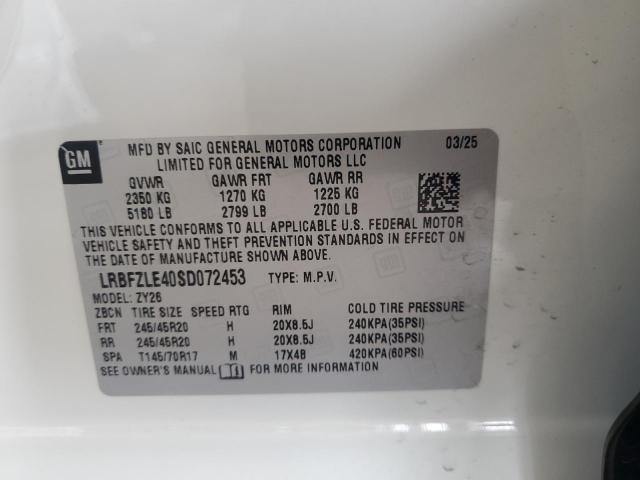 GM
MFD BY SAIC GENERAL MOTORS CORPORATION 03/25
LIMITED FOR GENERAL MOTORS LLC
GVWR GAWR FRT GAWR RR
2350 KG 1270 KG 1225 KG
5180 LB 2799 LB 2700 LB
THIS VEHICLE CONFORMS TO ALL APPLICABLE U.S. FEDERAL MOTOR
VEHICLE SAFETY AND THEFT PREVENTION STANDARDS IN EFFECT ON
THE DATE OF MANUFACTURE SHOWN ABOVE.
LRBFZLE40SD072453 TYPE: M.P.V.
MODEL: ZY26
ZBCN TIRE SIZE SPEED RTG RIM COLD TIRE PRESSURE
FRT 245/45R20 H 20X8.5J 240KPA(35PSI)
RR 245/45R20 H 20X8.5J 240KPA(35PSI)
SPA T145/70R17 M 17X4B 420KPA(60PSI)
SEE OWNER'S MANUAL FOR MORE INFORMATION